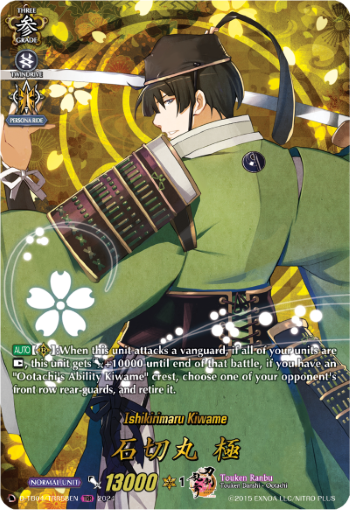 THREE
参
GRADE
TWINDRIVE
PERSONA RIDE
AUTO [R]:When this unit attacks a vanguard, if all of your units are
, this unit gets +10000 until end of that battle, if you have an
"Ootachi's Ability Kiwame" crest, choose one of your opponent's
front row rear-guards, and retire it.
Ishikirimaru Kiwame
石切丸 極
NORMAL UNIT
13000
1
Touken Ranbu
©2015 EXNOA LLC/NITRO PLUS